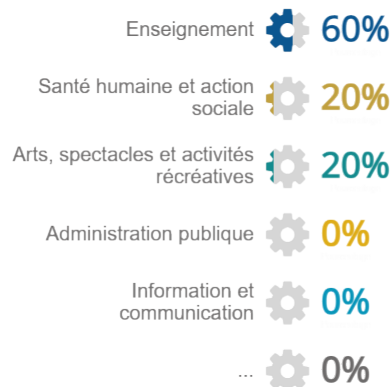 Enseignement 60%
Santé humaine et action
sociale 20%
Arts, spectacles et activités
récréatives 20%
Administration publique 0%
Information et
communication 0%
... 0%